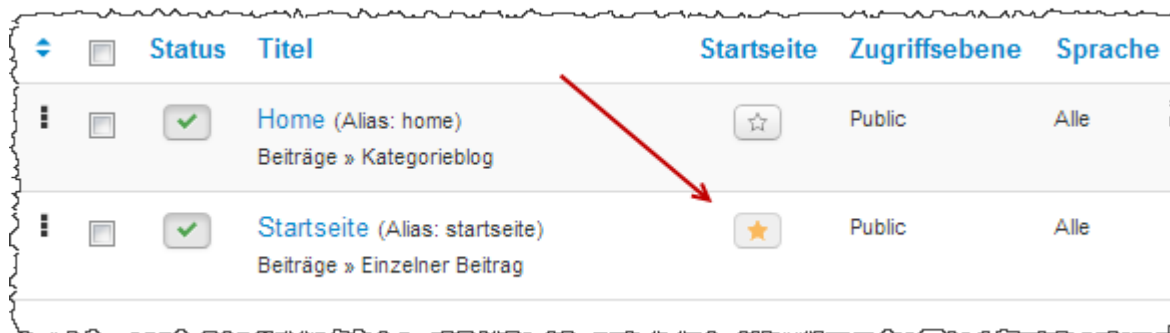 Status Titel Startseite Zugriffsebene Sprache
Home (Alias: home) Public Alle
Beiträge » Kategorieblog
Startseite (Alias: startseite) Public Alle
Beiträge » Einzelner Beitrag